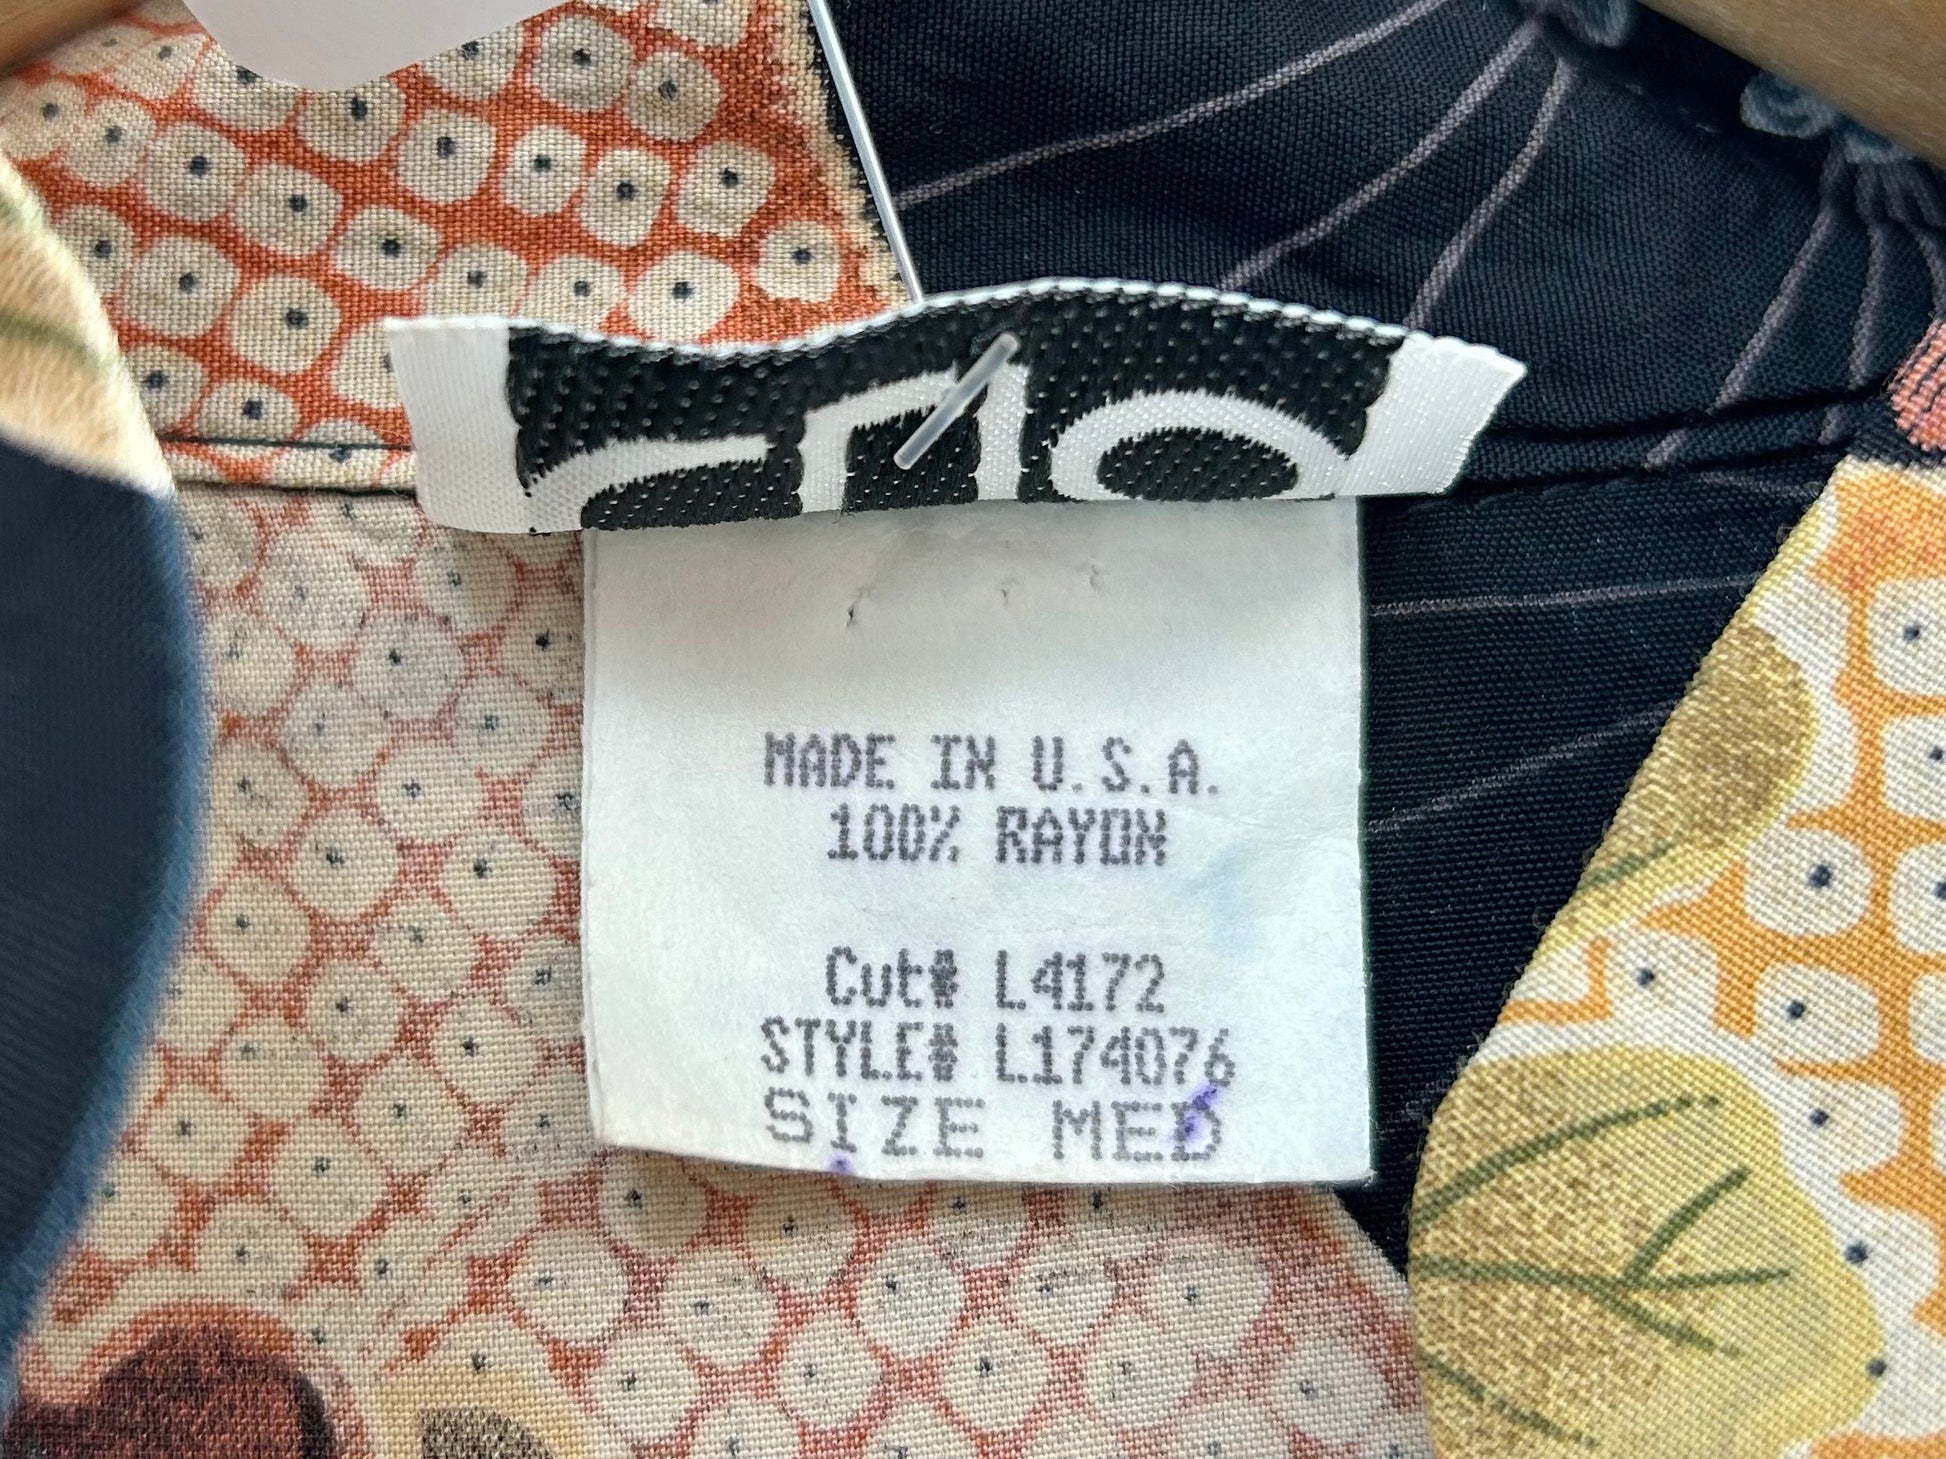 MADE IN U.S.A.
100% RAYON
Cut# L4172
STYLE# L174076
SIZE MED